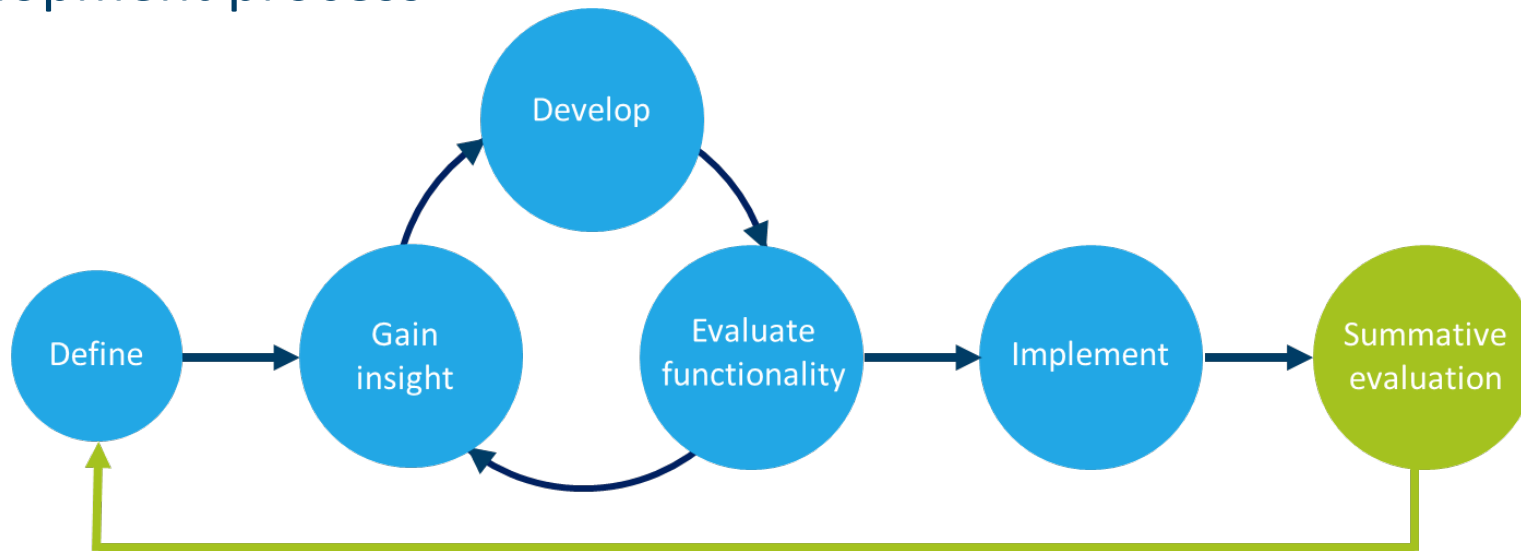 Develop
Define
Gain
insight
Evaluate
functionality
Implement
Summative
evaluation